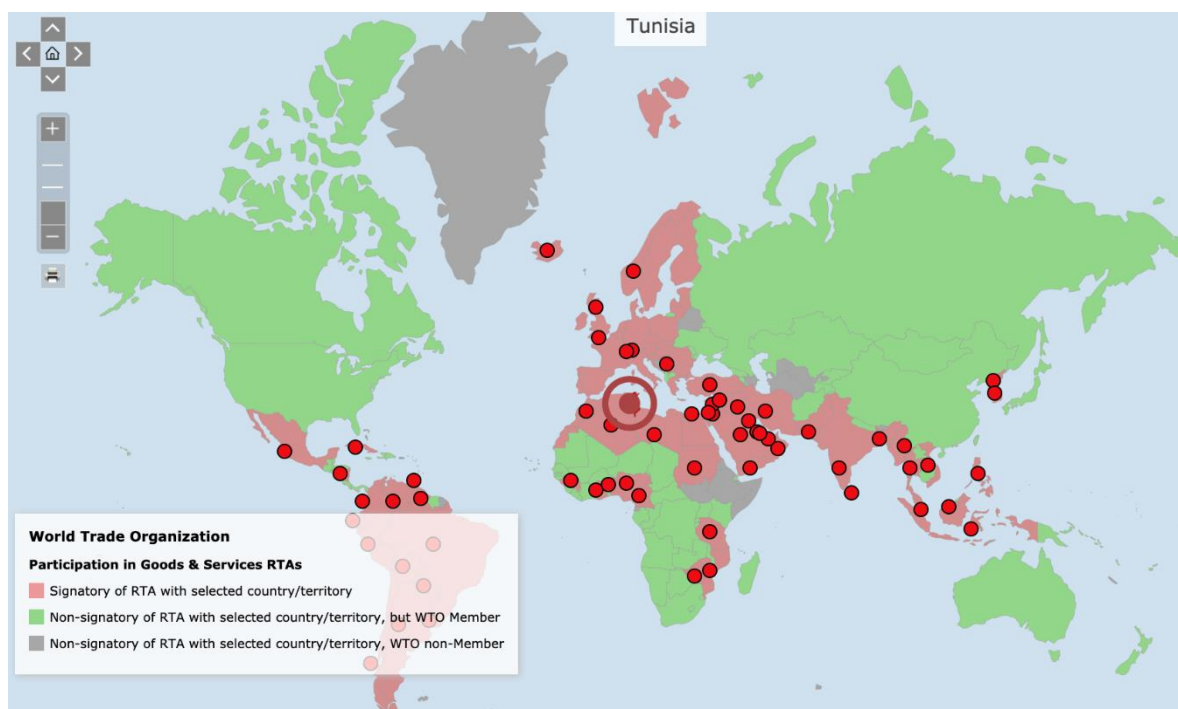 Tunisia
World Trade Organization
Participation in Goods & Services RTAs
Signatory of RTA with selected country/territory
Non-signatory of RTA with selected country/territory, but WTO Member
Non-signatory of RTA with selected country/territory, WTO non-Member